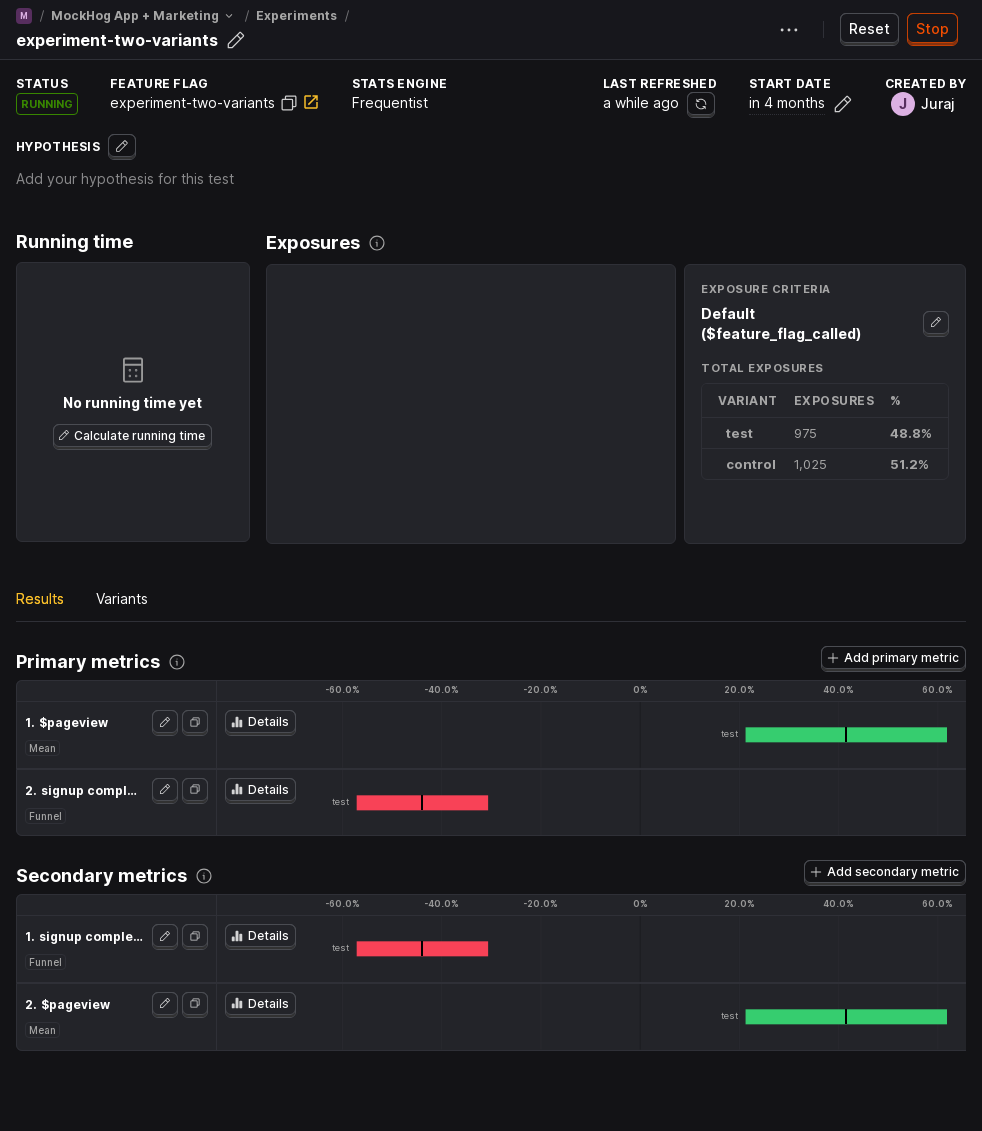 M / MockHog App + Marketing / Experiments /
experiment-two-variants
Reset
Stop
STATUS
RUNNING
FEATURE FLAG
experiment-two-variants
STATS ENGINE
Frequentist
LAST REFRESHED
a while ago
START DATE
in 4 months
CREATED BY
J Juraj
HYPOTHESIS
Add your hypothesis for this test
Running time
No running time yet
Calculate running time
Exposures
EXPOSURE CRITERIA
Default
($feature_flag_called)
TOTAL EXPOSURES
VARIANT EXPOSURES %
test 975 48.8%
control 1,025 51.2%
Results Variants
Primary metrics
Add primary metric
-60.0% -40.0% -20.0% 0% 20.0% 40.0% 60.0%
1. $pageview Details
test
Mean
2. signup compl... Details
test
Funnel
Secondary metrics
Add secondary metric
-60.0% -40.0% -20.0% 0% 20.0% 40.0% 60.0%
1. signup comple... Details
test
Funnel
2. $pageview Details
test
Mean